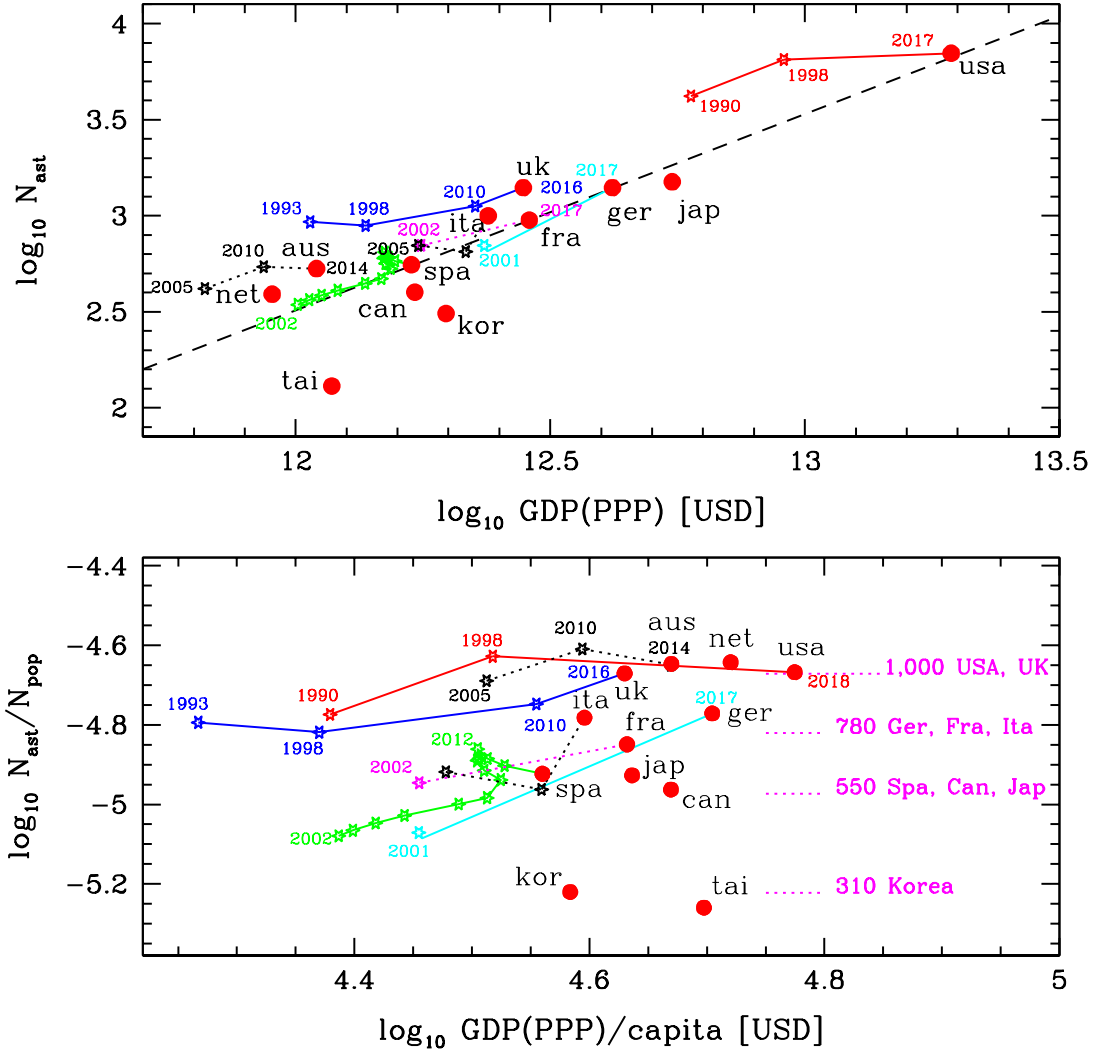 4
3.5
3
2.5
2
log10 Nast
2017
1998
1990
usa
uk
2017
2010
2016
1993
1998
ita
2017
ger
jap
2002
fra
2005
2001
2010
aus
2014
spa
2005
net
can
kor
2002
tai
12
12.5
13
13.5
log10 GDP(PPP) [USD]
−4.4
−4.6
−4.8
−5
−5.2
log10 Nast/Npop
aus
2010
1998
2014
net
usa
1,000 USA, UK
2016
2018
2005
uk
1990
1993
ita
2017
ger
2010
fra
780 Ger, Fra, Ita
1998
2012
jap
2002
spa
can
550 Spa, Can, Jap
2002
2001
kor
tai
310 Korea
4.4
4.6
4.8
5
log10 GDP(PPP)/capita [USD]